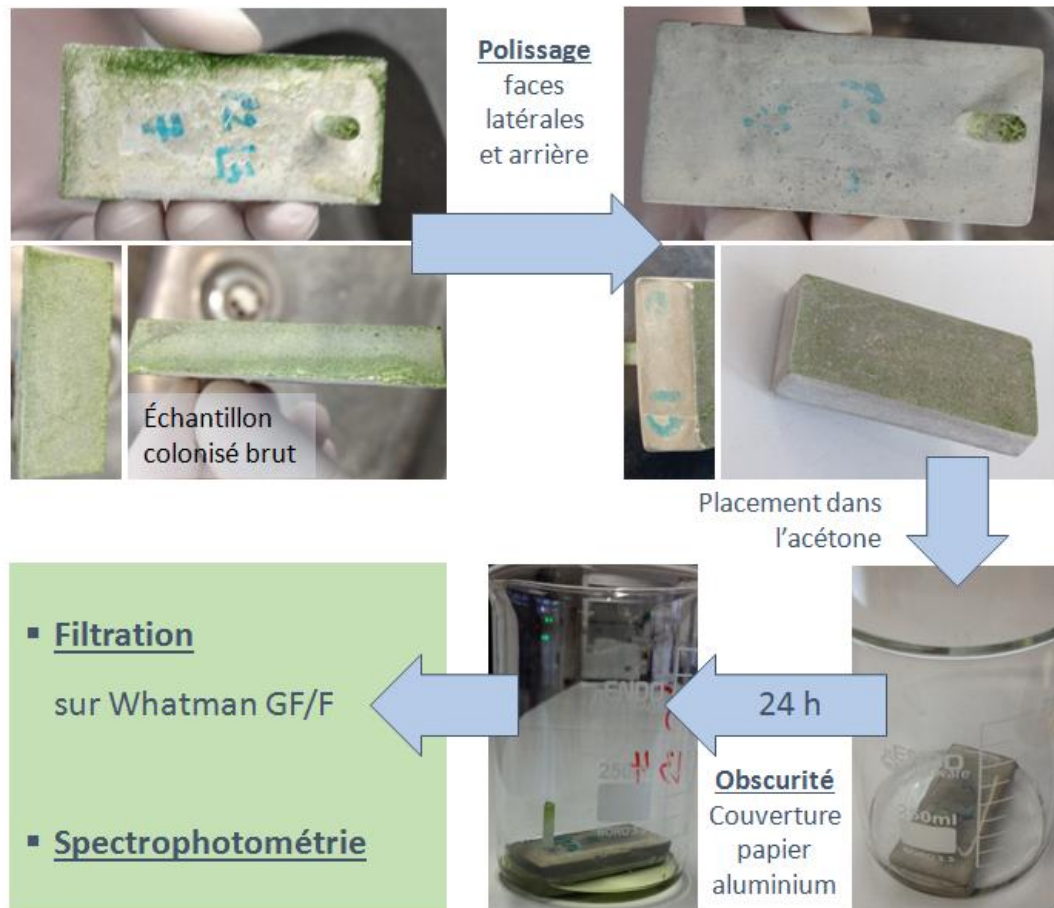 Polissage
faces
latérales
et arrière
Échantillon
colonisé brut
Placement dans
l'acétone
▪ Filtration
sur Whatman GF/F
▪ Spectrophotométrie
24 h
Obscurité
Couverture
papier
aluminium
250ml